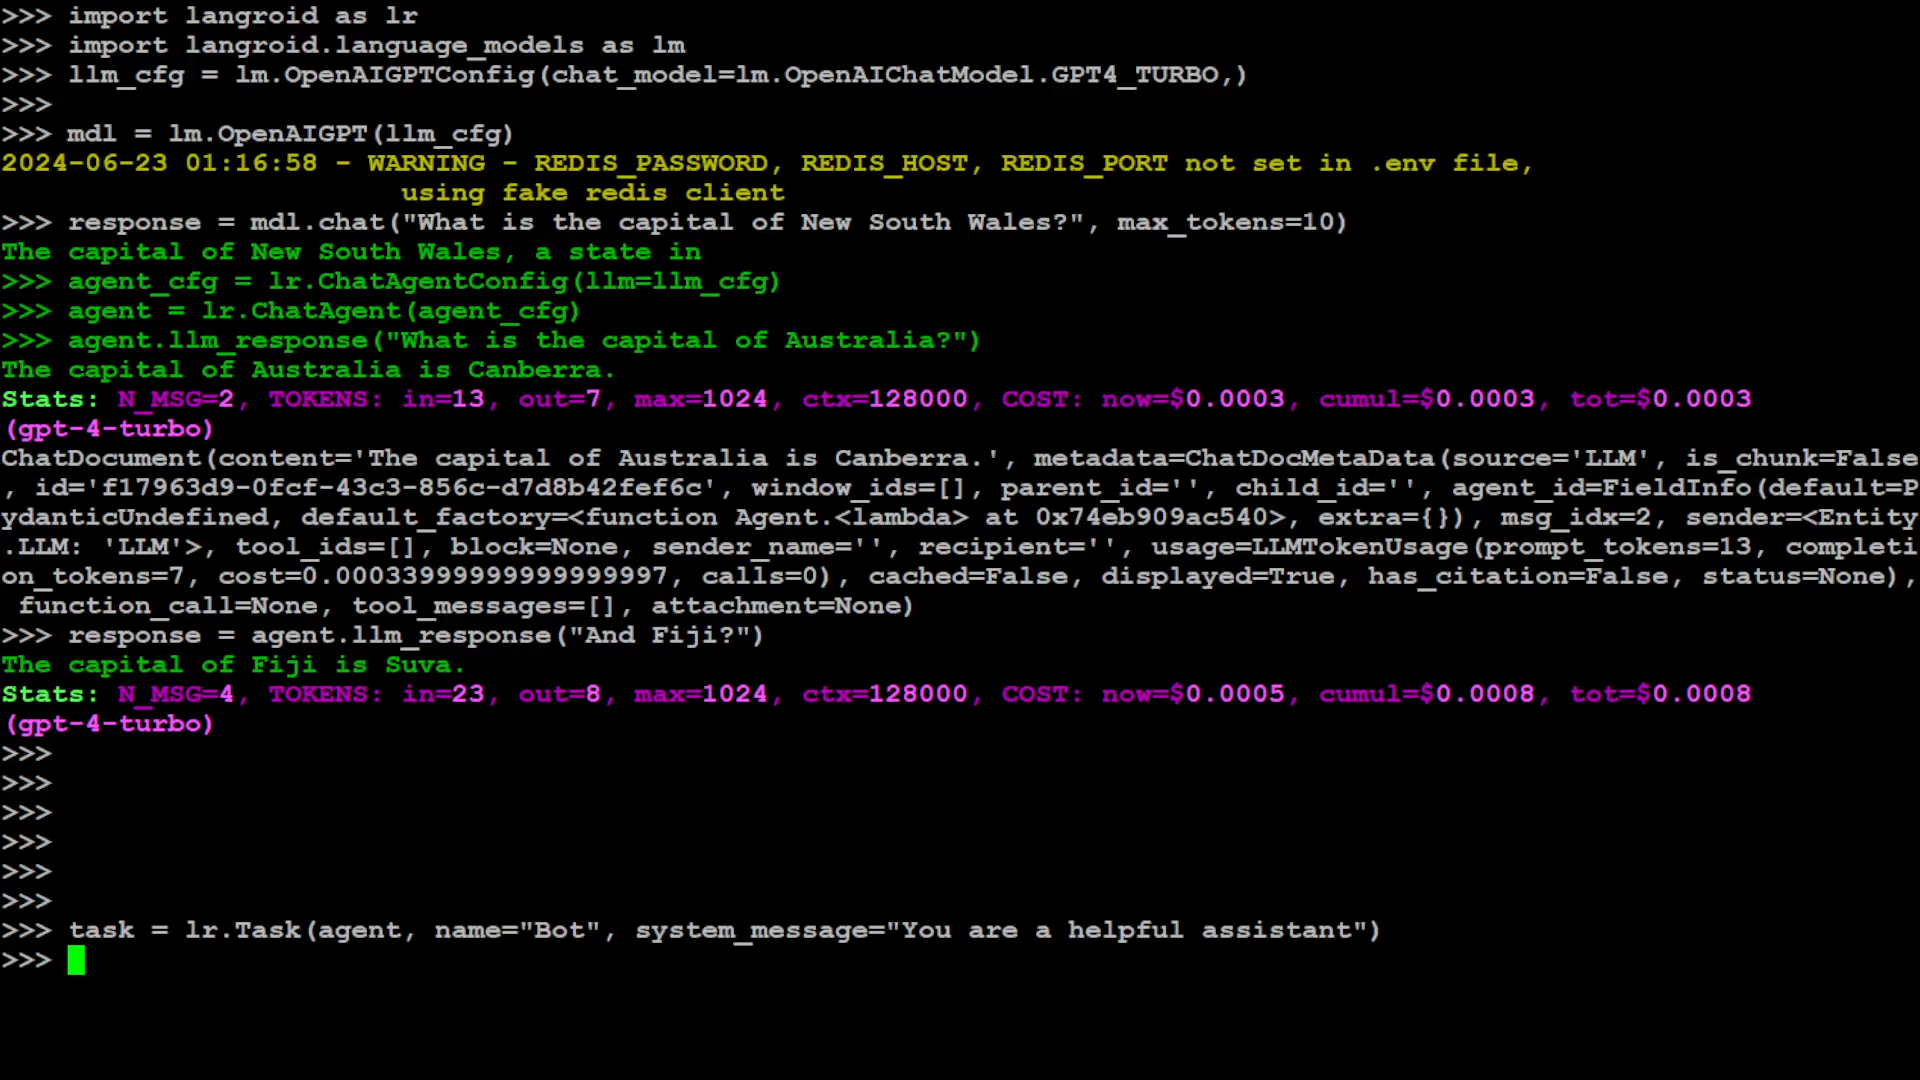 >>> import langroid as lr
>>> import langroid.language_models as lm
>>> llm_cfg = lm.OpenAIGPTConfig(chat_model=lm.OpenAIChatModel.GPT4_TURBO,)
>>>
>>> mdl = lm.OpenAIGPT(llm_cfg)
2024-06-23 01:16:58 - WARNING - REDIS_PASSWORD, REDIS_HOST, REDIS_PORT not set in .env file,
using fake redis client
>>> response = mdl.chat("What is the capital of New South Wales?", max_tokens=10)
The capital of New South Wales, a state in
>>> agent_cfg = lr.ChatAgentConfig(llm=llm_cfg)
>>> agent = lr.ChatAgent(agent_cfg)
>>> agent.llm_response("What is the capital of Australia?")
The capital of Australia is Canberra.
Stats: N_MSG=2, TOKENS: in=13, out=7, max=1024, ctx=128000, COST: now=$0.0003, cumul=$0.0003, tot=$0.0003
(gpt-4-turbo)
ChatDocument(content='The capital of Australia is Canberra.', metadata=ChatDocMetaData(source='LLM', is_chunk=False
, id='f17963d9-0fcf-43c3-856c-d7d8b42fef6c', window_ids=[], parent_id='', child_id='', agent_id=FieldInfo(default=P
ydanticUndefined, default_factory=<function Agent.<lambda> at 0x74eb909ac540>, extra={}), msg_idx=2, sender=<Entity
.LLM: 'LLM'>, tool_ids=[], block=None, sender_name='', recipient='', usage=LLMTokenUsage(prompt_tokens=13, completi
on_tokens=7, cost=0.00033999999999999997, calls=0), cached=False, displayed=True, has_citation=False, status=None),
function_call=None, tool_messages=[], attachment=None)
>>> response = agent.llm_response("And Fiji?")
The capital of Fiji is Suva.
Stats: N_MSG=4, TOKENS: in=23, out=8, max=1024, ctx=128000, COST: now=$0.0005, cumul=$0.0008, tot=$0.0008
(gpt-4-turbo)
>>>
>>>
>>>
>>>
>>>
>>>
>>> task = lr.Task(agent, name="Bot", system_message="You are a helpful assistant")
>>>